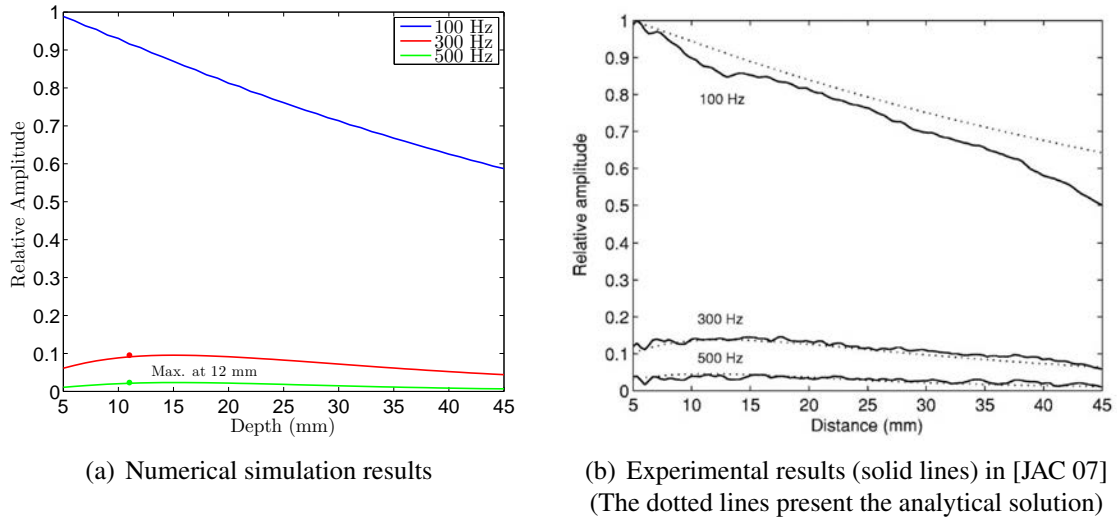 1
0.9
0.8
0.7
0.6
0.5
0.4
0.3
0.2
0.1
0
Relative Amplitude
100 Hz
300 Hz
500 Hz
Max. at 12 mm
5 10 15 20 25 30 35 40 45
Depth (mm)
(a) Numerical simulation results
1
0.9
0.8
0.7
0.6
0.5
0.4
0.3
0.2
0.1
0
Relative amplitude
100 Hz
300 Hz
500 Hz
5 10 15 20 25 30 35 40 45
Distance (mm)
(b) Experimental results (solid lines) in [JAC 07]
(The dotted lines present the analytical solution)